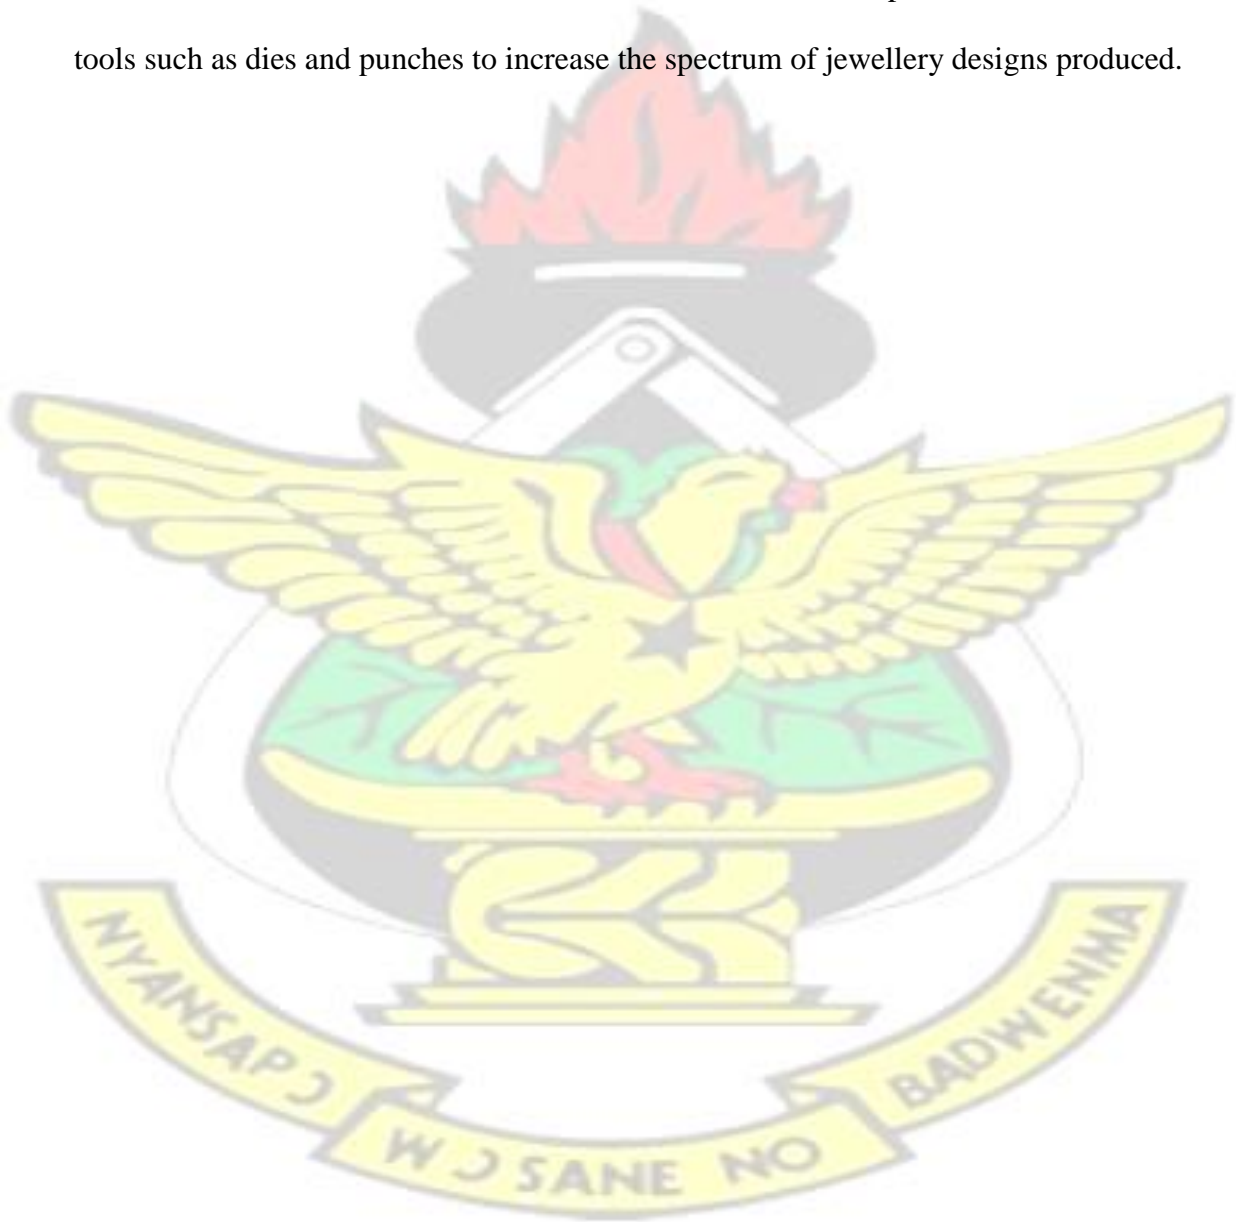 tools such as dies and punches to increase the spectrum of jewellery designs produced.
NYANSAPƆ
WƆSANE NO
BADWENMA